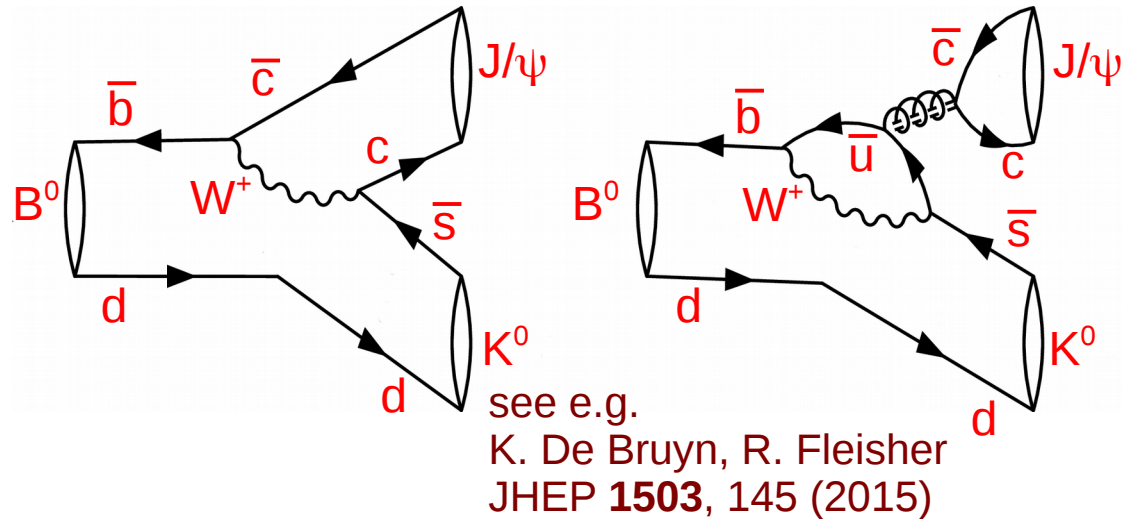 b̅
c̅
J/ψ
B⁰
W⁺
c
s̅
d
d
K⁰
b̅
c̅
J/ψ
u̅
c
B⁰
W⁺
s̅
d
d
K⁰
see e.g.
K. De Bruyn, R. Fleisher
JHEP 1503, 145 (2015)